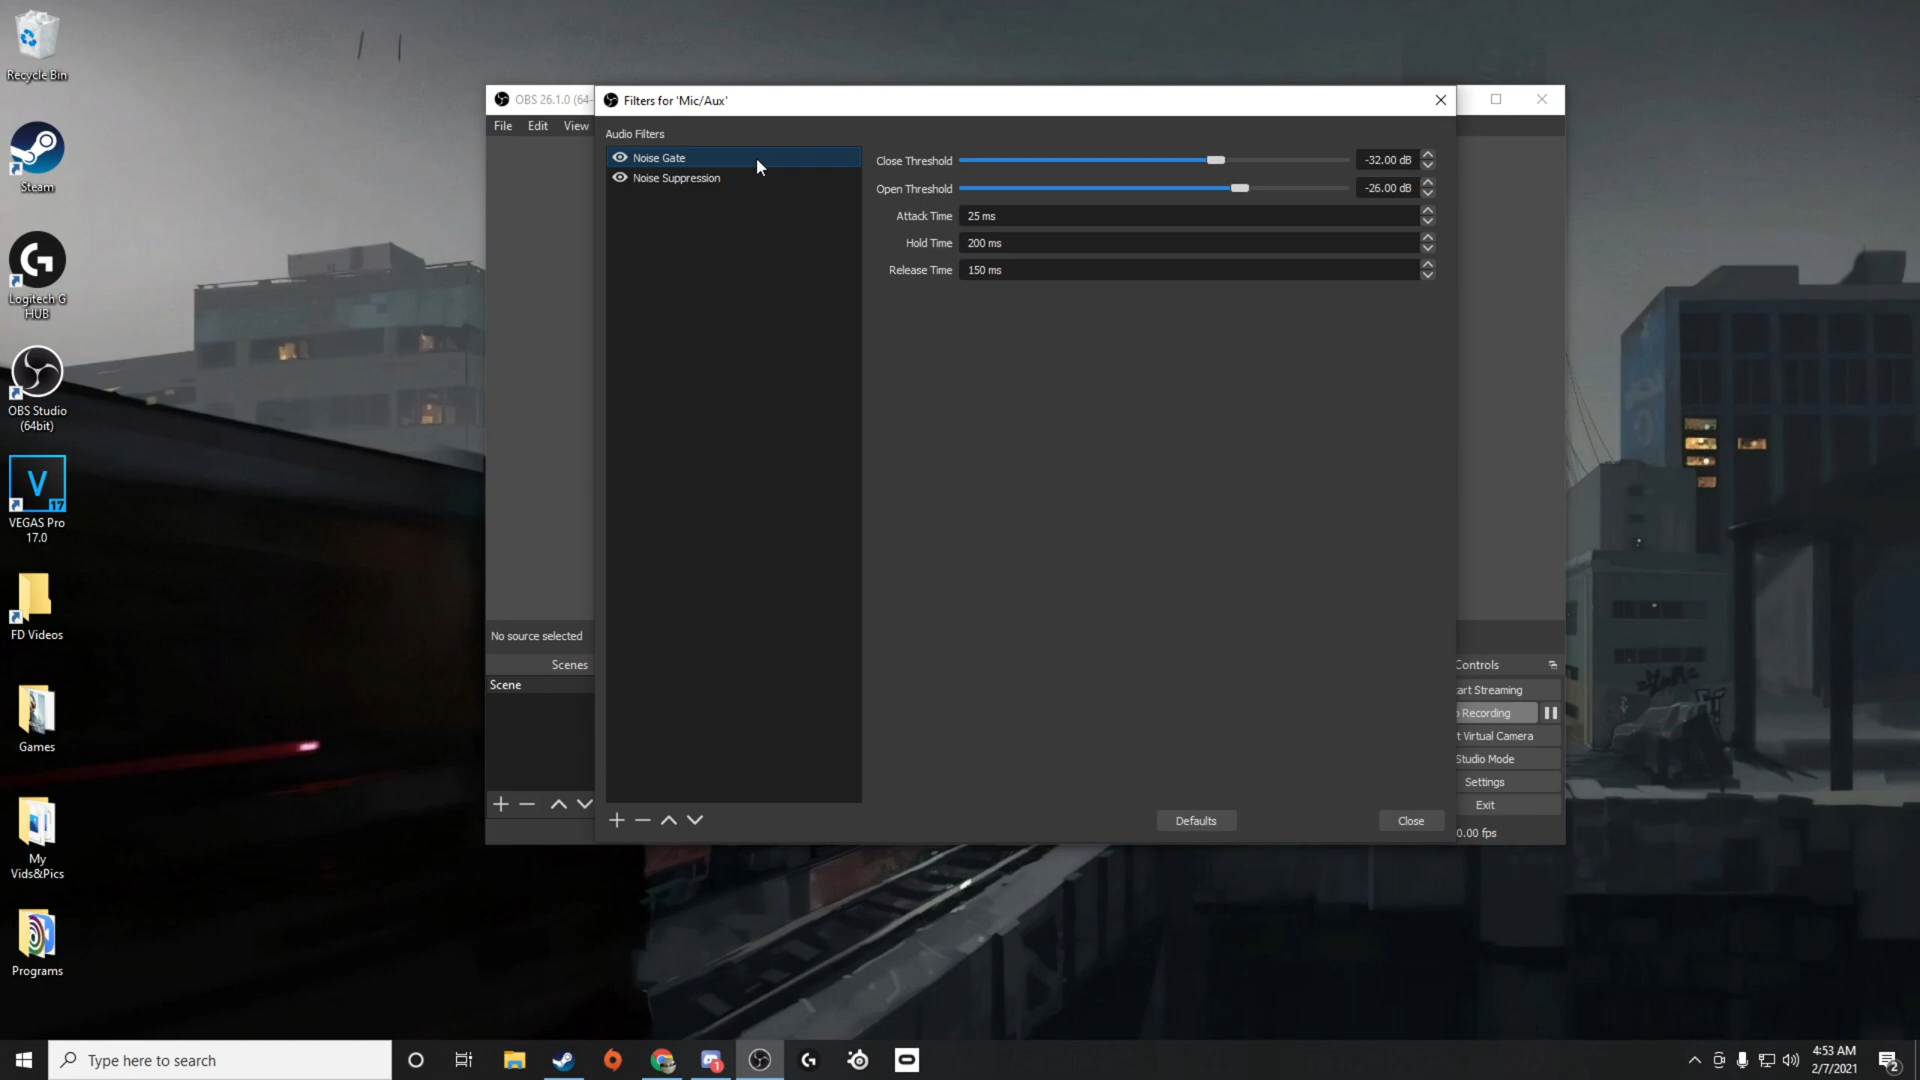 Recycle Bin
Steam
Logitech G
HUB
OBS Studio
(64bit)
V
17
VEGAS Pro
17.0
FD Videos
Games
My
Vids&Pics
Programs
OBS 26.1.0 (64-
File Edit View
No source selected
Scenes
Scene
Filters for 'Mic/Aux'
Audio Filters
Noise Gate
Noise Suppression
Close Threshold -32.00 dB
Open Threshold -26.00 dB
Attack Time 25 ms
Hold Time 200 ms
Release Time 150 ms
Defaults
Close
Controls
tart Streaming
Recording
t Virtual Camera
Studio Mode
Settings
Exit
0.00 fps
Type here to search
1
4:53 AM
2/7/2021
2